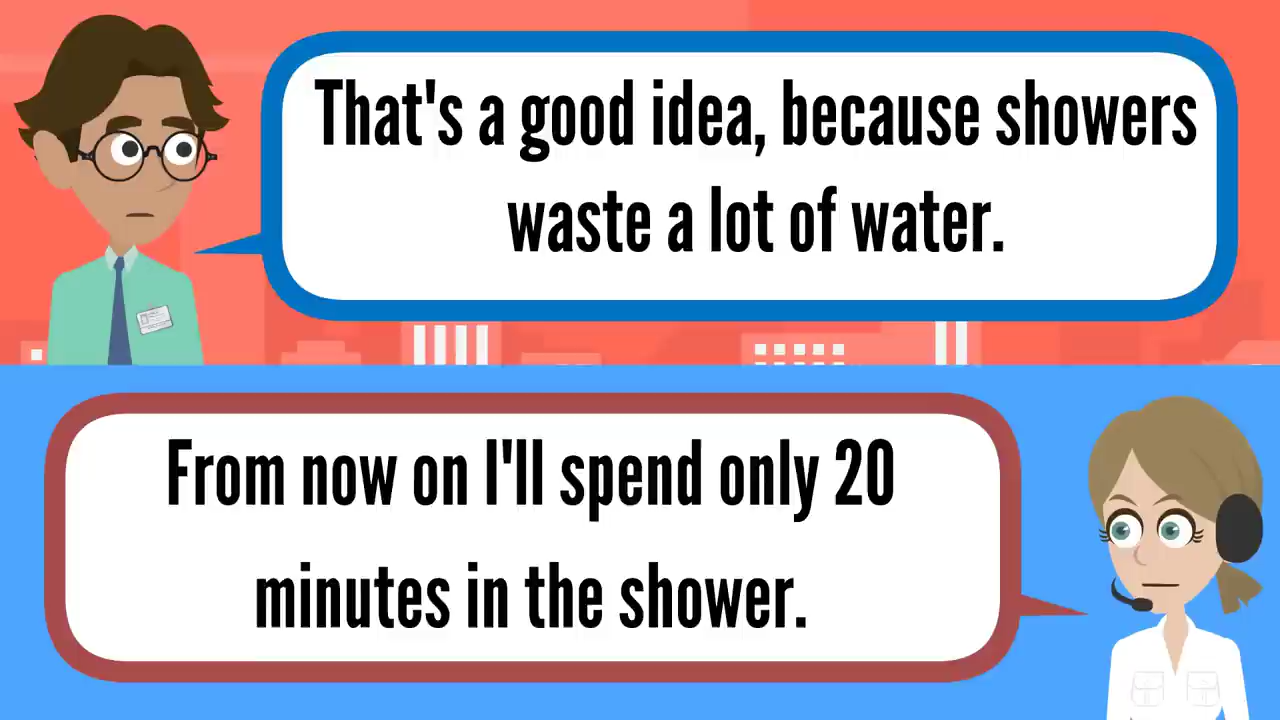 That's a good idea, because showers
waste a lot of water.
From now on I'll spend only 20
minutes in the shower.